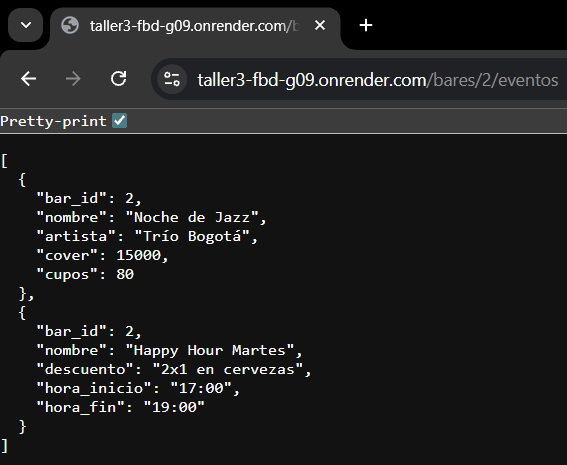 taller3-fbd-g09.onrender.com/b
taller3-fbd-g09.onrender.com/bares/2/eventos
Pretty-print
[
  {
    "bar_id": 2,
    "nombre": "Noche de Jazz",
    "artista": "Trío Bogotá",
    "cover": 15000,
    "cupos": 80
  },
  {
    "bar_id": 2,
    "nombre": "Happy Hour Martes",
    "descuento": "2x1 en cervezas",
    "hora_inicio": "17:00",
    "hora_fin": "19:00"
  }
]